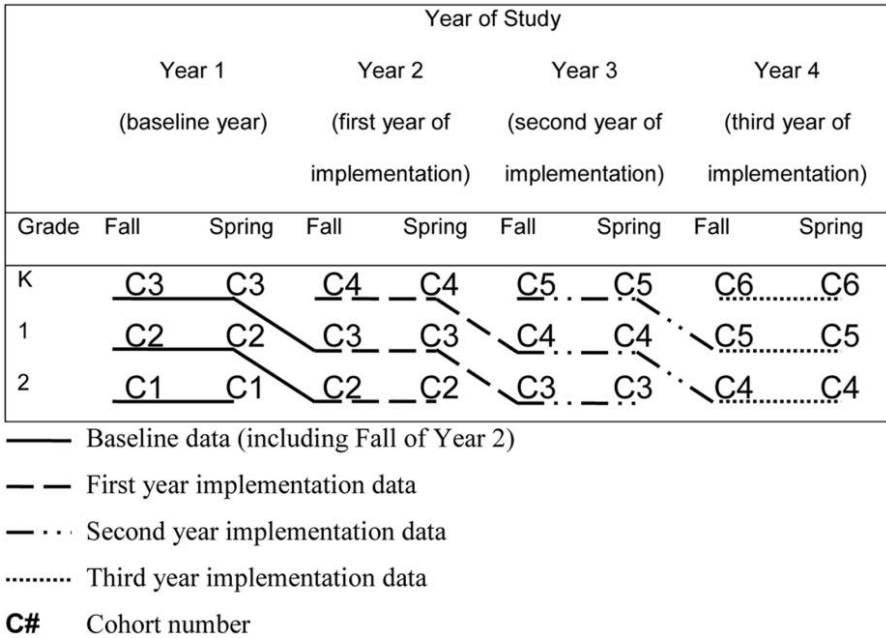 Year of Study
Year 1 Year 2 Year 3 Year 4
(baseline year) (first year of (second year of (third year of
implementation) implementation) implementation)
Grade Fall Spring Fall Spring Fall Spring Fall Spring
K C3 C3 C4 C4 C5 C5 C6 C6
1 C2 C2 C3 C3 C4 C4 C5 C5
2 C1 C1 C2 C2 C3 C3 C4 C4
Baseline data (including Fall of Year 2)
First year implementation data
Second year implementation data
Third year implementation data
C# Cohort number